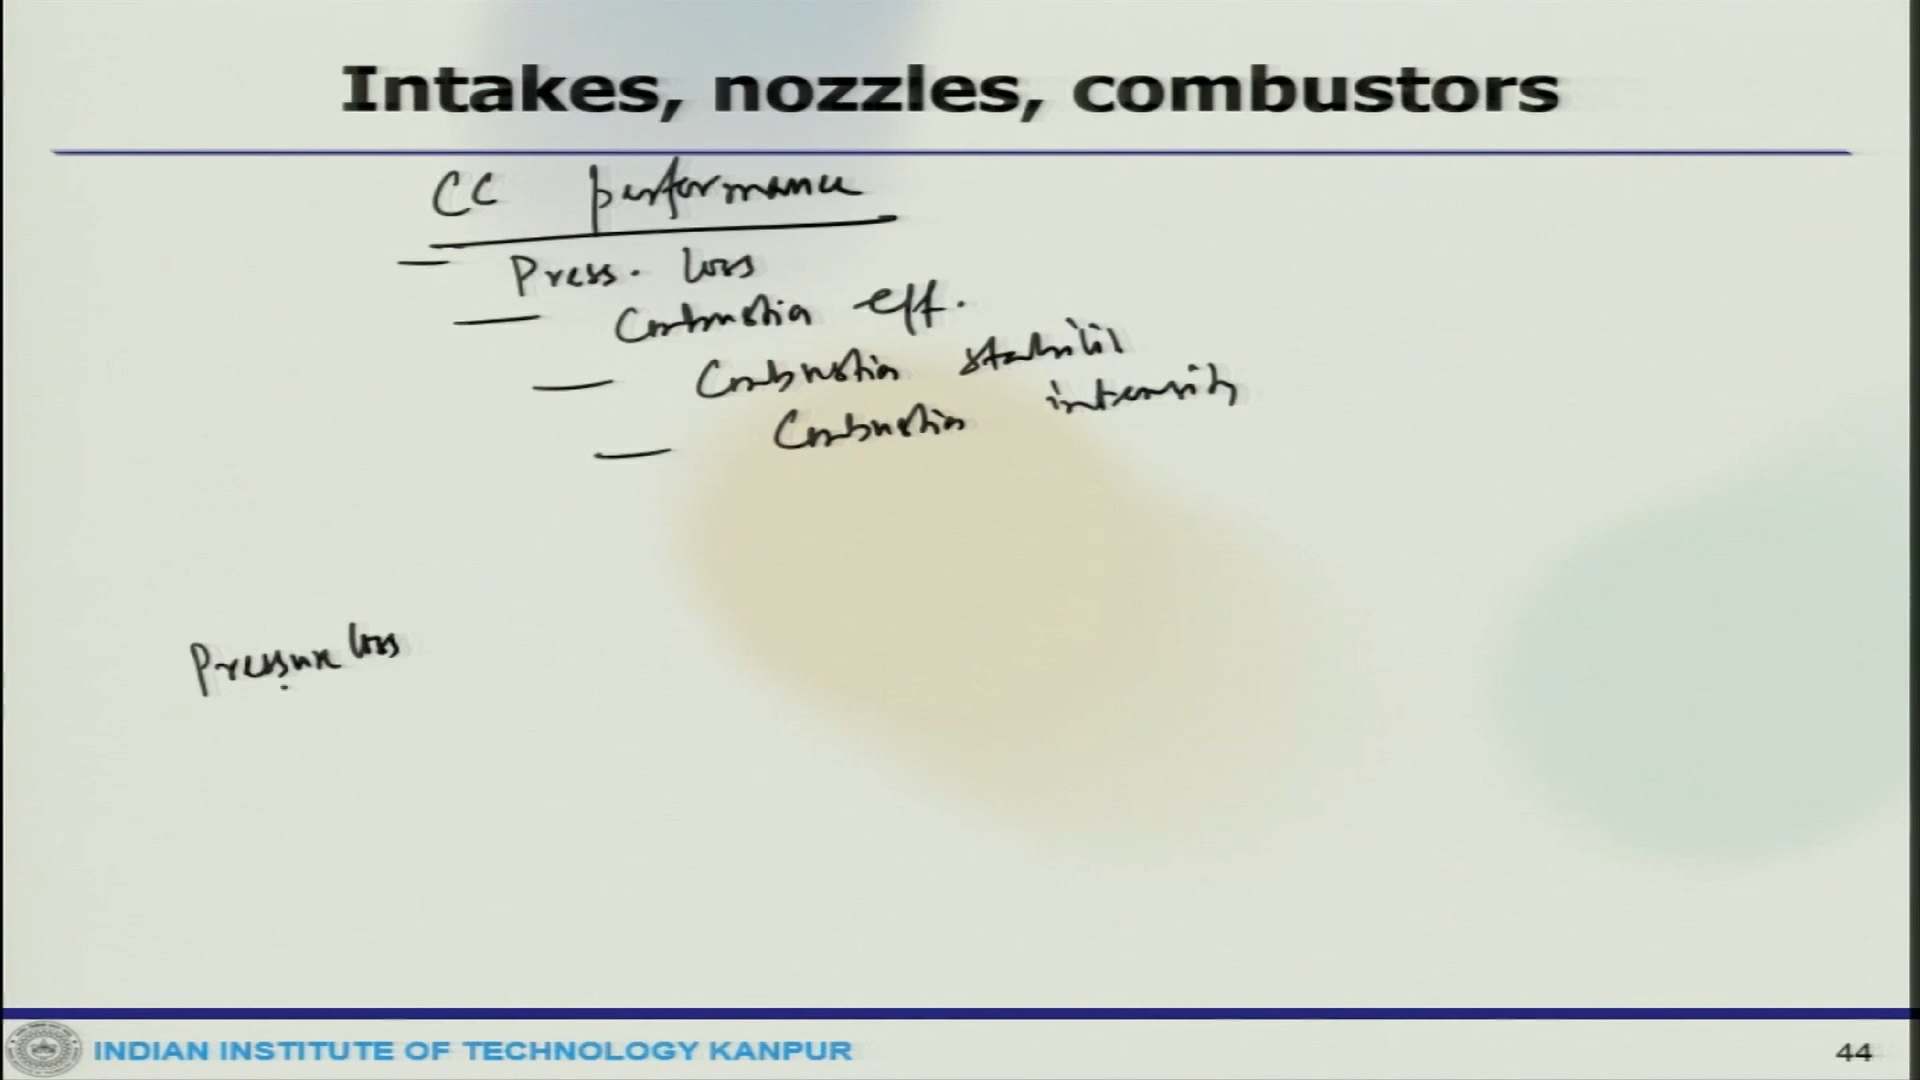 Intakes, nozzles, combustors
CC performance
— Press. loss
— Combustion eff.
— Combustion stabilit
— Combustion intensity
Pressure loss
INDIAN INSTITUTE OF TECHNOLOGY KANPUR
44